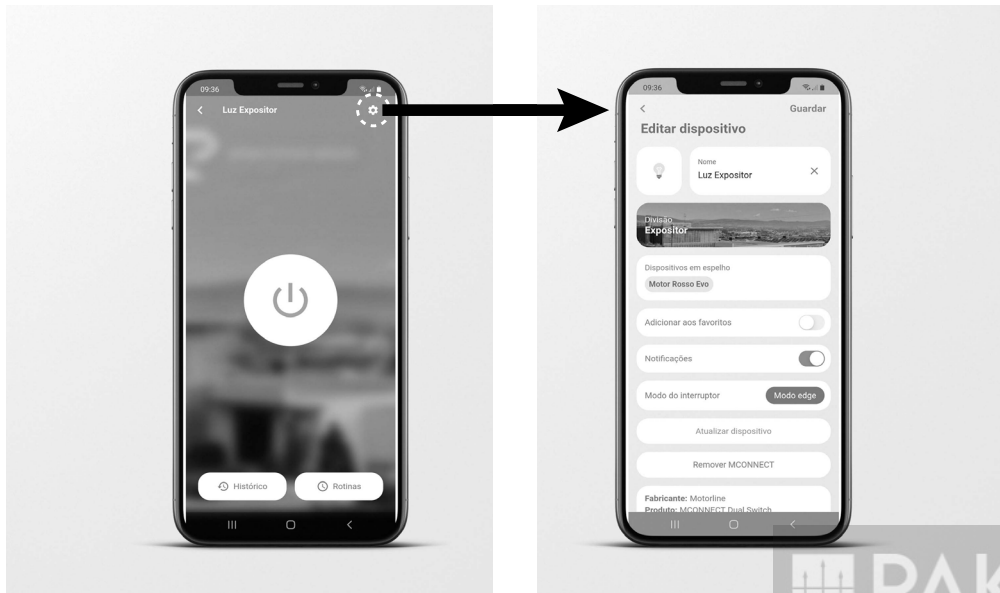 09:36
Luz Expositor
Histórico
Rotinas
09:36
Guardar
Editar dispositivo
Nome
Luz Expositor
Divisão
Expositor
Dispositivos em espelho
Motor Rosso Evo
Adicionar aos favoritos
Notificações
Modo do interruptor
Modo edge
Atualizar dispositivo
Remover MCONNECT
Fabricante: Motorline
Produto: MCONNECT Dual Switch